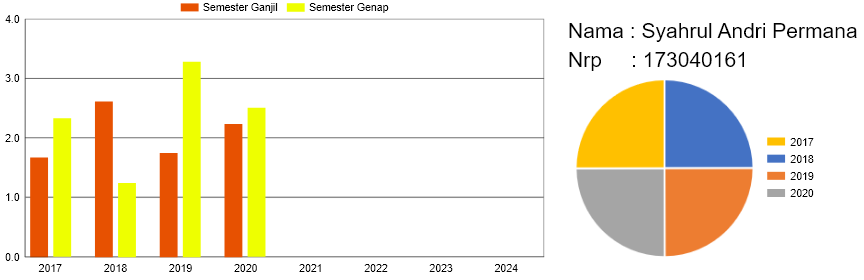 Semester Ganjil Semester Genap
4.0
3.0
2.0
1.0
0.0
2017 2018 2019 2020 2021 2022 2023 2024
Nama : Syahrul Andri Permana
Nrp : 173040161
2017
2018
2019
2020